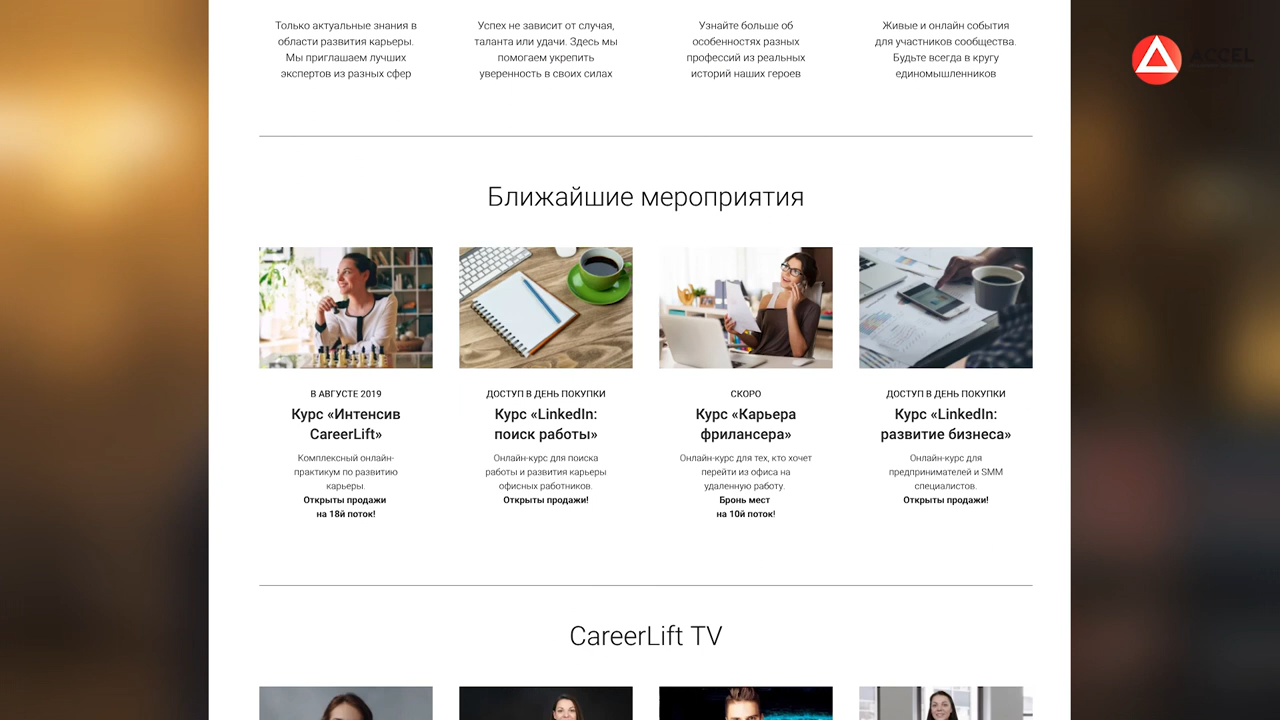 Только актуальные знания в
области развития карьеры.
Мы приглашаем лучших
экспертов из разных сфер
Успех не зависит от случая,
таланта или удачи. Здесь мы
помогаем укрепить
уверенность в своих силах
Узнайте больше об
особенностях разных
профессий из реальных
историй наших героев
Живые и онлайн события
для участников сообщества.
Будьте всегда в кругу
единомышленников
ACCEL
Ближайшие мероприятия
В АВГУСТЕ 2019
Курс «Интенсив
CareerLift»
Комплексный онлайн-
практикум по развитию
карьеры.
Открыты продажи
на 18й поток!
ДОСТУП В ДЕНЬ ПОКУПКИ
Курс «LinkedIn:
поиск работы»
Онлайн-курс для поиска
работы и развития карьеры
офисных работников.
Открыты продажи!
СКОРО
Курс «Карьера
фрилансера»
Онлайн-курс для тех, кто хочет
перейти из офиса на
удаленную работу.
Бронь мест
на 10й поток!
ДОСТУП В ДЕНЬ ПОКУПКИ
Курс «LinkedIn:
развитие бизнеса»
Онлайн-курс для
предпринимателей и SMM
специалистов.
Открыты продажи!
CareerLift TV